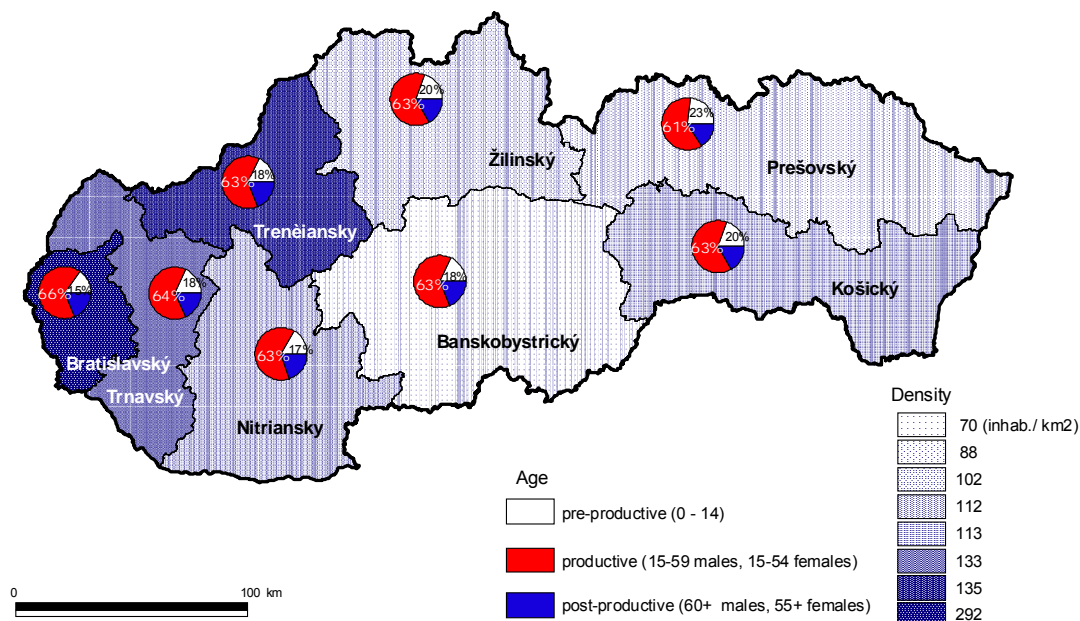 20%
63%
Žilinský
23%
61%
Prešovský
18%
63%
Trenèiansky
20%
63%
Košický
15%
66%
Bratislavský
18%
64%
Trnavský
17%
63%
Nitriansky
18%
63%
Banskobystrický
Density
70 (inhab./ km2)
88
102
112
113
133
135
292
Age
pre-productive (0 - 14)
productive (15-59 males, 15-54 females)
post-productive (60+ males, 55+ females)
0 100 km